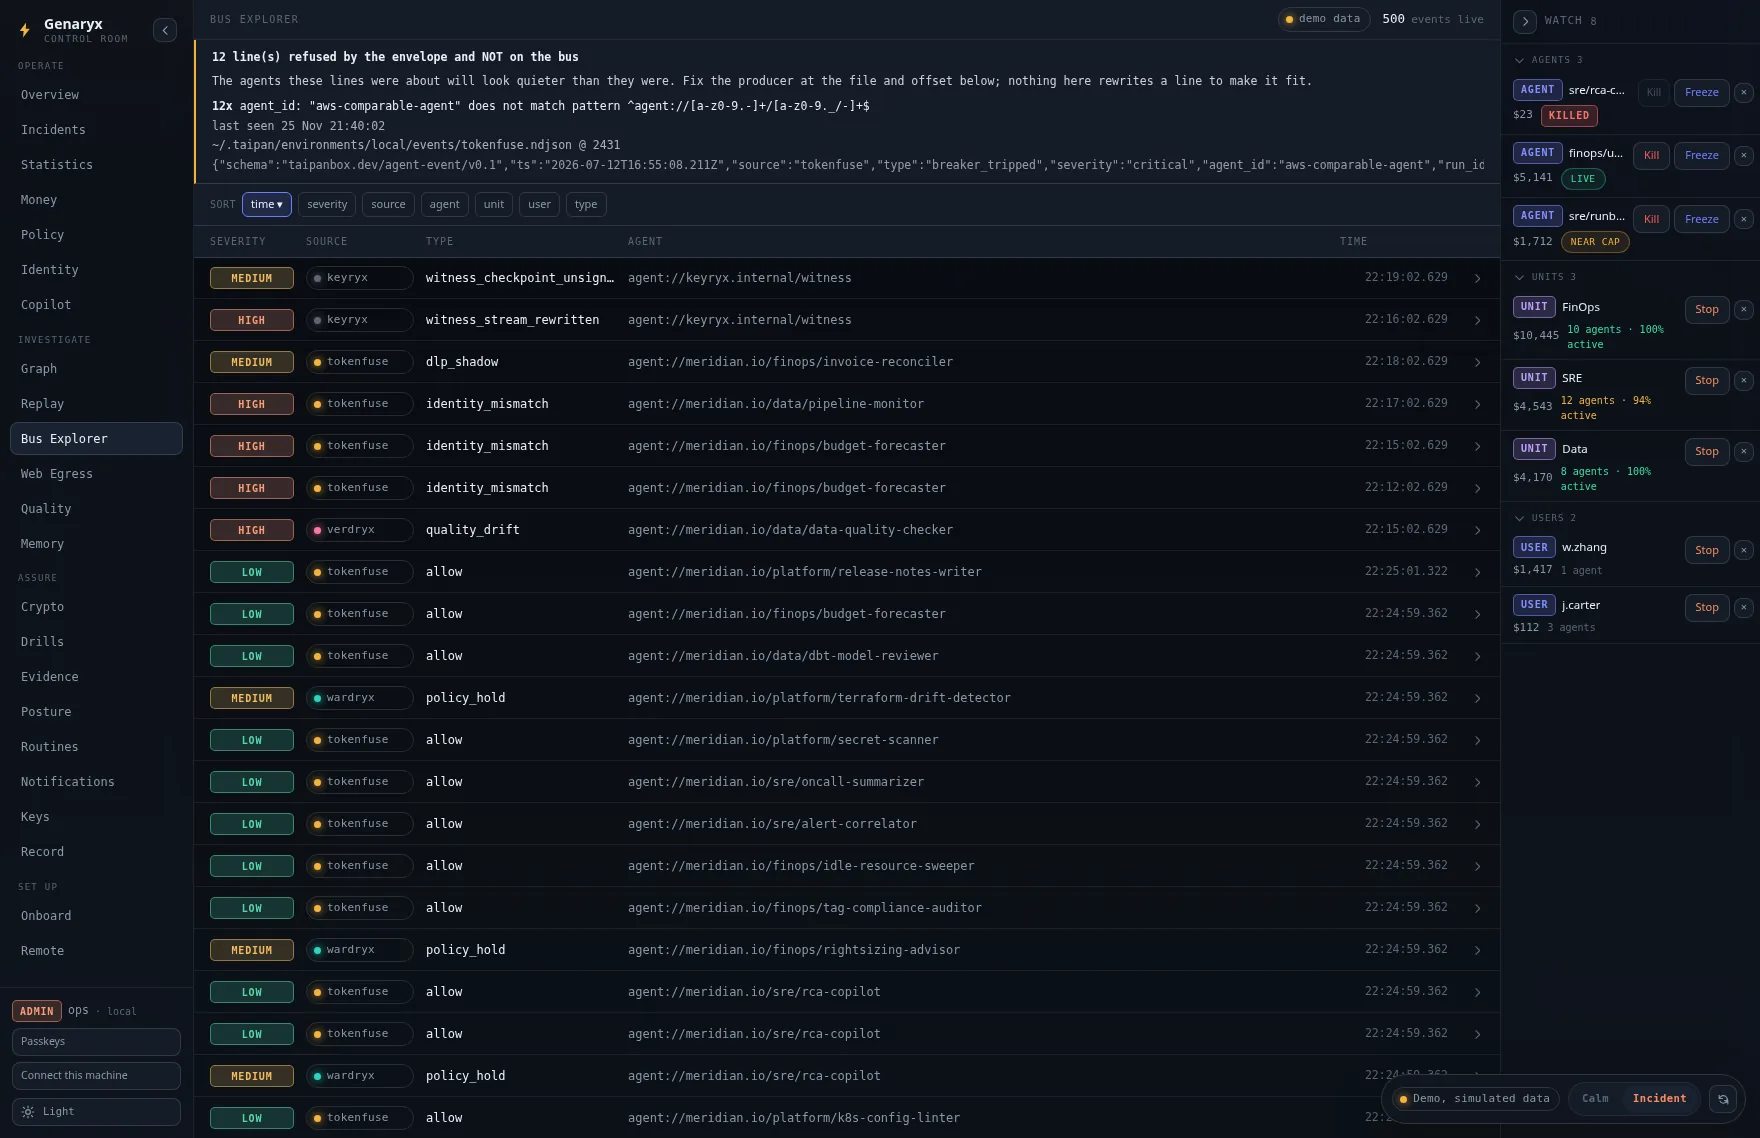 Genaryx
CONTROL ROOM
OPERATE
Overview
Incidents
Statistics
Money
Policy
Identity
Copilot
INVESTIGATE
Graph
Replay
Bus Explorer
Web Egress
Quality
Memory
ASSURE
Crypto
Drills
Evidence
Posture
Routines
Notifications
Keys
Record
SET UP
Onboard
Remote
ADMIN ops · local
Passkeys
Connect this machine
Light
BUS EXPLORER demo data 500 events live
12 line(s) refused by the envelope and NOT on the bus
The agents these lines were about will look quieter than they were. Fix the producer at the file and offset below; nothing here rewrites a line to make it fit.
12x agent_id: "aws-comparable-agent" does not match pattern ^agent://[a-z0-9.-]+/[a-z0-9._/-]+$
last seen 25 Nov 21:40:02
~/.taipan/environments/local/events/tokenfuse.ndjson @ 2431
{"schema":"taipanbox.dev/agent-event/v0.1","ts":"2026-07-12T16:55:08.211Z","source":"tokenfuse","type":"breaker_tripped","severity":"critical","agent_id":"aws-comparable-agent","run_id
SORT time ▾ severity source agent unit user type
SEVERITY SOURCE TYPE AGENT TIME
MEDIUM keyryx witness_checkpoint_unsign… agent://keyryx.internal/witness 22:19:02.629
HIGH keyryx witness_stream_rewritten agent://keyryx.internal/witness 22:16:02.629
MEDIUM tokenfuse dlp_shadow agent://meridian.io/finops/invoice-reconciler 22:18:02.629
HIGH tokenfuse identity_mismatch agent://meridian.io/data/pipeline-monitor 22:17:02.629
HIGH tokenfuse identity_mismatch agent://meridian.io/finops/budget-forecaster 22:15:02.629
HIGH tokenfuse identity_mismatch agent://meridian.io/finops/budget-forecaster 22:12:02.629
HIGH verdryx quality_drift agent://meridian.io/data/data-quality-checker 22:15:02.629
LOW tokenfuse allow agent://meridian.io/platform/release-notes-writer 22:25:01.322
LOW tokenfuse allow agent://meridian.io/finops/budget-forecaster 22:24:59.362
LOW tokenfuse allow agent://meridian.io/data/dbt-model-reviewer 22:24:59.362
MEDIUM wardryx policy_hold agent://meridian.io/platform/terraform-drift-detector 22:24:59.362
LOW tokenfuse allow agent://meridian.io/platform/secret-scanner 22:24:59.362
LOW tokenfuse allow agent://meridian.io/sre/oncall-summarizer 22:24:59.362
LOW tokenfuse allow agent://meridian.io/sre/alert-correlator 22:24:59.362
LOW tokenfuse allow agent://meridian.io/finops/idle-resource-sweeper 22:24:59.362
LOW tokenfuse allow agent://meridian.io/finops/tag-compliance-auditor 22:24:59.362
MEDIUM wardryx policy_hold agent://meridian.io/finops/rightsizing-advisor 22:24:59.362
LOW tokenfuse allow agent://meridian.io/sre/rca-copilot 22:24:59.362
LOW tokenfuse allow agent://meridian.io/sre/rca-copilot 22:24:59.362
MEDIUM wardryx policy_hold agent://meridian.io/sre/rca-copilot
LOW tokenfuse allow agent://meridian.io/platform/k8s-config-linter
WATCH 8
AGENTS 3
AGENT sre/rca-c… Kill Freeze ×
$23 KILLED
AGENT finops/u… Kill Freeze ×
$5,141 LIVE
AGENT sre/runb… Kill Freeze ×
$1,712 NEAR CAP
UNITS 3
UNIT FinOps Stop ×
$10,445 10 agents · 100%
active
UNIT SRE Stop ×
$4,543 12 agents · 94%
active
UNIT Data Stop ×
$4,170 8 agents · 100%
active
USERS 2
USER w.zhang Stop ×
$1,417 1 agent
USER j.carter Stop ×
$112 3 agents
Demo, simulated data Calm Incident